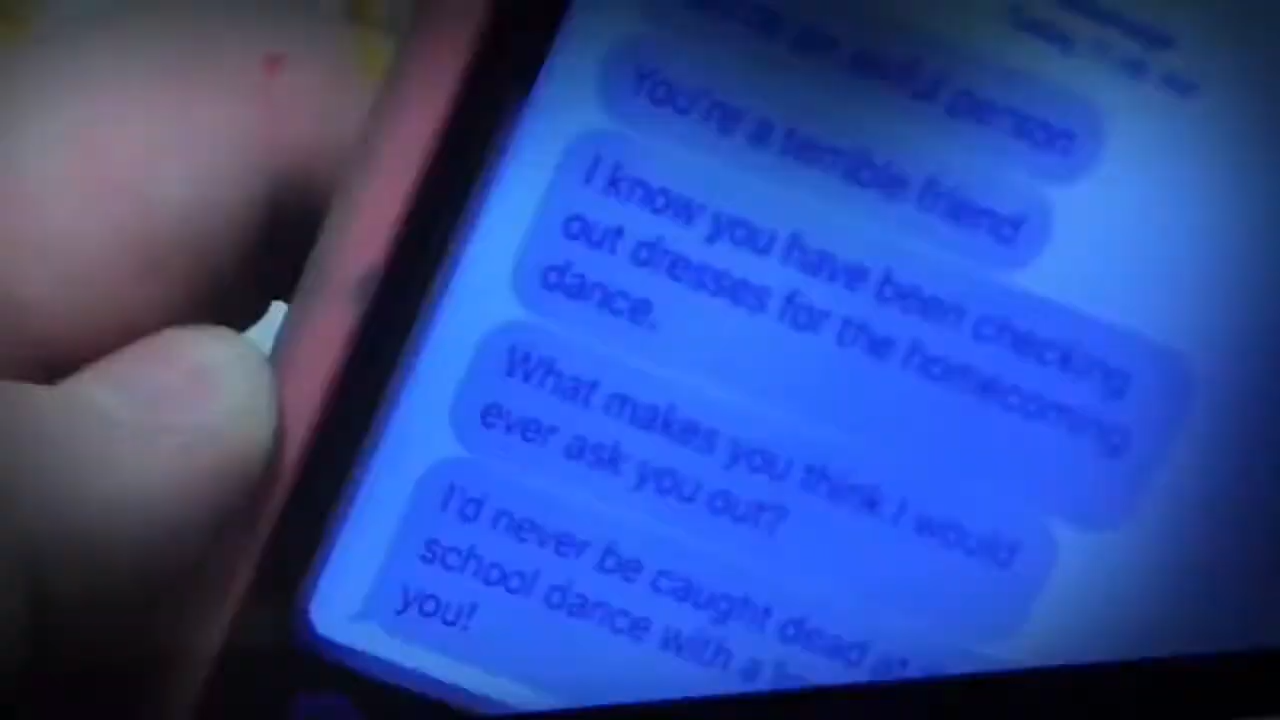 person
You're a terrible friend
I know you have been checking
out dresses for the homecoming
dance.
What makes you think I would
ever ask you out?
I'd never be caught dead at a
school dance with a
you!